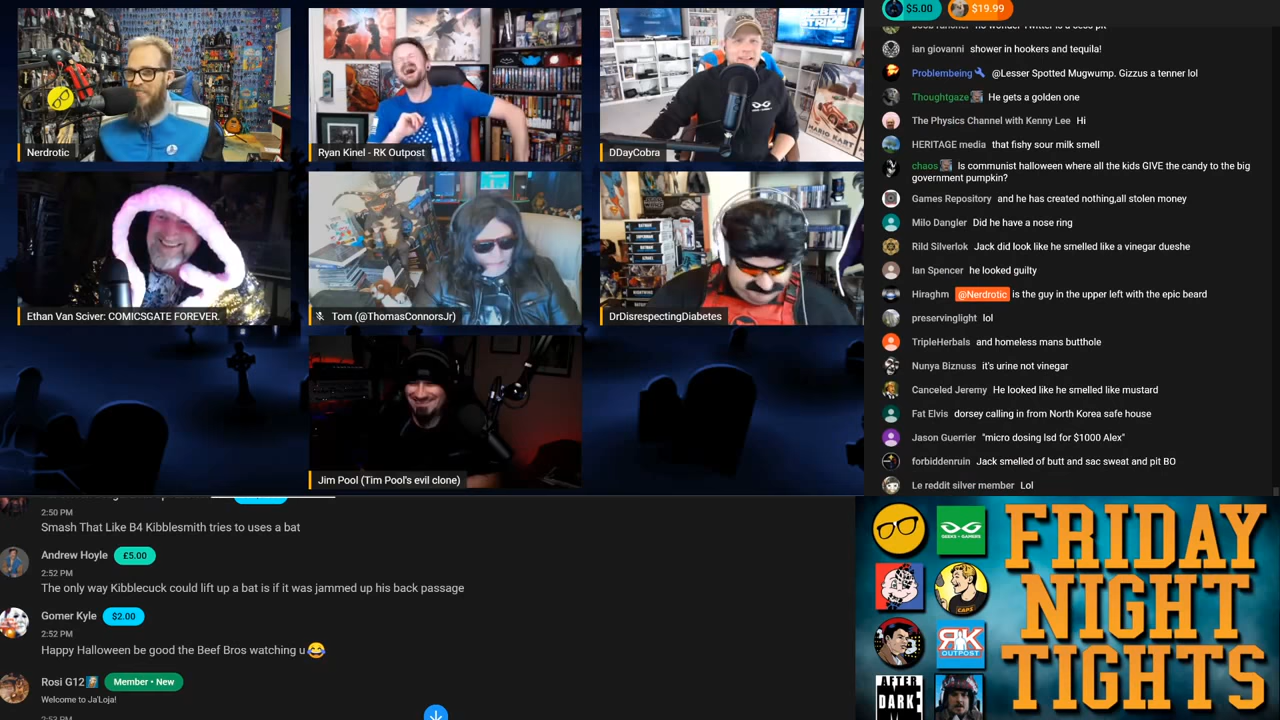 Nerdrotic
Ryan Kinel - RK Outpost
DDayCobra
MARIO KART
Ethan Van Sciver: COMICSGATE FOREVER.
Tom (@ThomasConnorsJr)
DrDisrespectingDiabetes
Jim Pool (Tim Pool's evil clone)
$5.00 $19.99
ian giovanni shower in hookers and tequila!
Problembeing @Lesser Spotted Mugwump. Gizzus a tenner lol
Thoughtgaze He gets a golden one
The Physics Channel with Kenny Lee Hi
HERITAGE media that fishy sour milk smell
chaos Is communist halloween where all the kids GIVE the candy to the big
government pumpkin?
Games Repository and he has created nothing,all stolen money
Milo Dangler Did he have a nose ring
Rild Silverlok Jack did look like he smelled like a vinegar dueshe
Ian Spencer he looked guilty
Hiraghm @Nerdrotic is the guy in the upper left with the epic beard
preservinglight lol
TripleHerbals and homeless mans butthole
Nunya Biznuss it's urine not vinegar
Canceled Jeremy He looked like he smelled like mustard
Fat Elvis dorsey calling in from North Korea safe house
Jason Guerrier "micro dosing lsd for $1000 Alex"
forbiddenruin Jack smelled of butt and sac sweat and pit BO
Le reddit silver member Lol
2:50 PM
Smash That Like B4 Kibblesmith tries to uses a bat
Andrew Hoyle £5.00
2:52 PM
The only way Kibblecuck could lift up a bat is if it was jammed up his back passage
Gomer Kyle $2.00
2:52 PM
Happy Halloween be good the Beef Bros watching u😂
Rosi G12 Member • New
Welcome to Ja'Loja!
2:53 PM
GEEKS + GAMERS
CAPS
RK
OUTPOST
AFTER
DARK
FRIDAY
NIGHT
TIGHTS